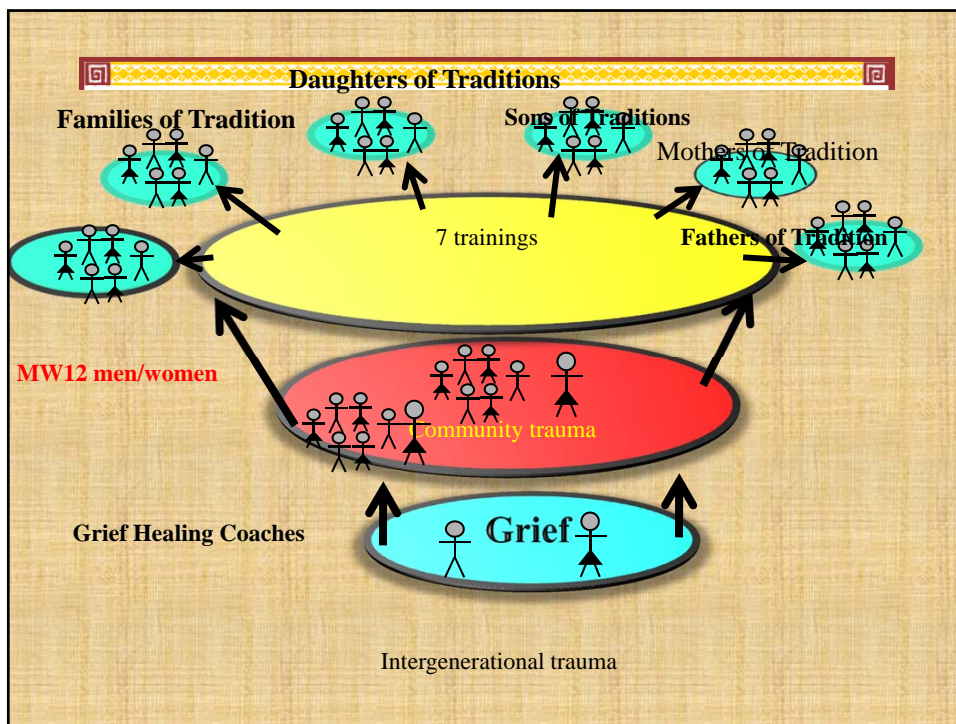 Daughters of Traditions
Families of Tradition
Sons of Traditions
Mothers of Tradition
7 trainings
Fathers of Tradition
MW12 men/women
Community trauma
Grief
Grief Healing Coaches
Intergenerational trauma